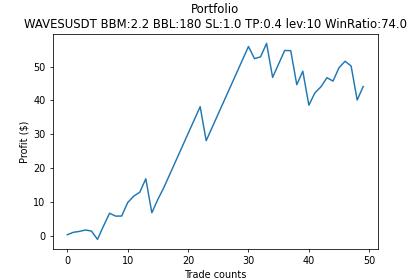 Portfolio
WAVESUSDT BBM:2.2 BBL:180 SL:1.0 TP:0.4 lev:10 WinRatio:74.0
Profit ($)
50
40
30
20
10
0
0 10 20 30 40 50
Trade counts